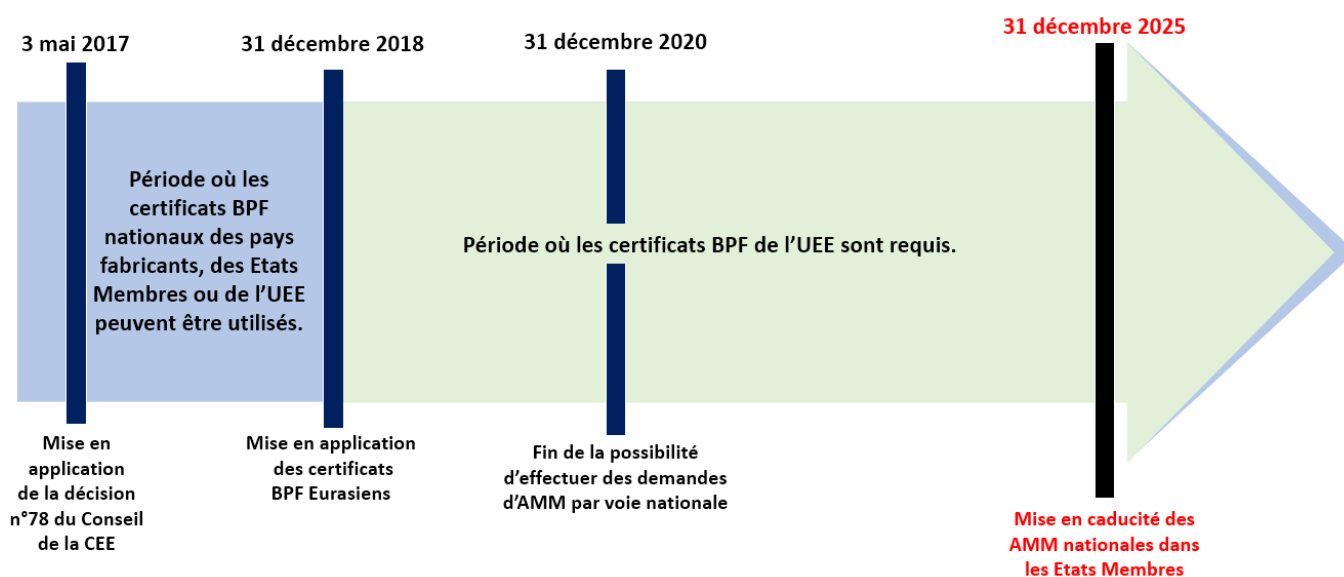 3 mai 2017
31 décembre 2018
31 décembre 2020
31 décembre 2025
Période où les
certificats BPF
nationaux des pays
fabricants, des Etats
Membres ou de l’UEE
peuvent être utilisés.
Période où les certificats BPF de l’UEE sont requis.
Mise en
application
de la décision
n°78 du Conseil
de la CEE
Mise en application
des certificats
BPF Eurasiens
Fin de la possibilité
d’effectuer des demandes
d’AMM par voie nationale
Mise en caducité des
AMM nationales dans
les Etats Membres